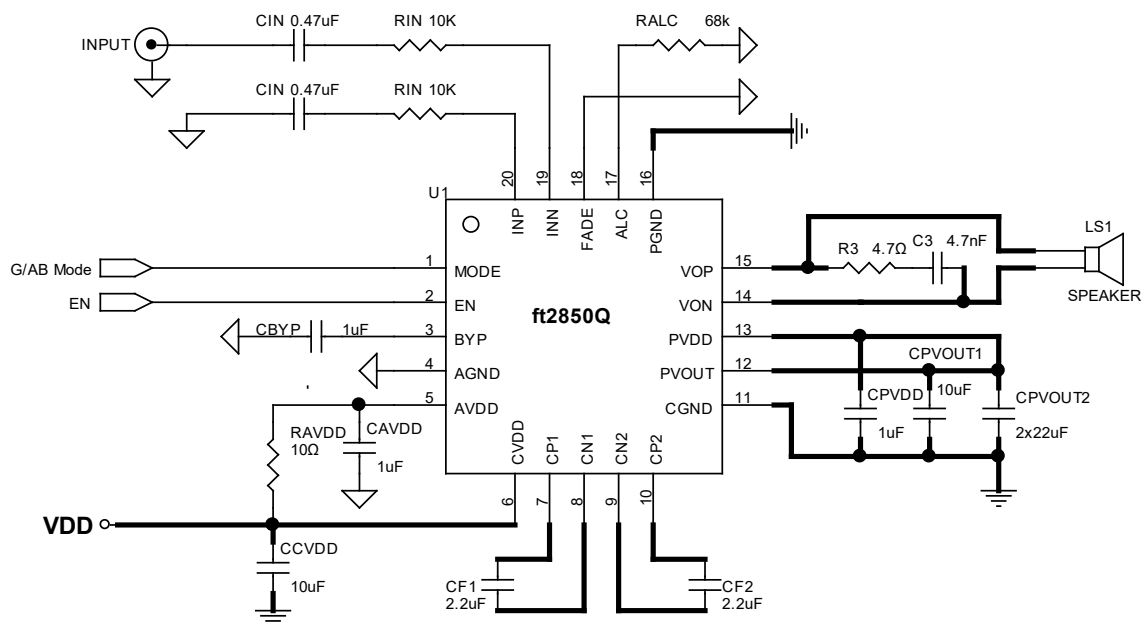 CIN 0.47uF
RIN 10K
RALC
68k
INPUT
CIN 0.47uF
RIN 10K
U1
20
19
18
17
16
INP
INN
FADE
ALC
PGND
G/AB Mode
1
MODE
EN
2
EN
CBYP
1uF
3
BYP
4
AGND
5
AVDD
ft2850Q
VOP
15
VON
14
PVDD
13
PVOUT
12
CGND
11
R3
4.7Ω
C3
4.7nF
LS1
SPEAKER
CPVOUT1
10uF
CPVDD
1uF
CPVOUT2
2x22uF
RAVDD
10Ω
CAVDD
1uF
CVDD
CP1
CN1
CN2
CP2
6
7
8
9
10
VDD
CCVDD
10uF
CF1
2.2uF
CF2
2.2uF